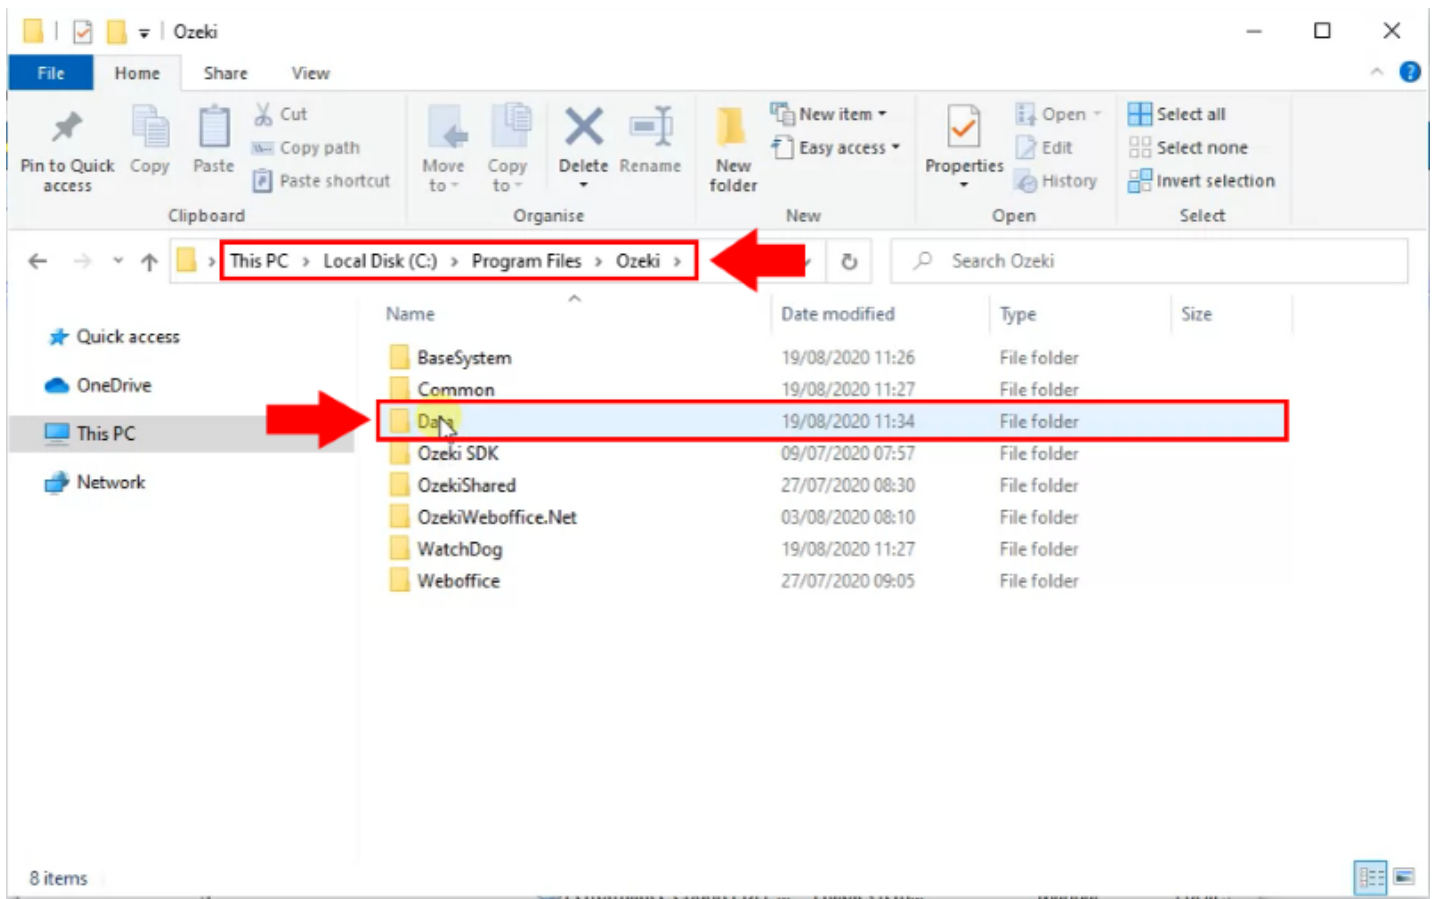 Ozeki
File Home Share View
Pin to Quick access
Copy
Paste
Cut
Copy path
Paste shortcut
Move to
Copy to
Delete
Rename
New folder
New item
Easy access
Properties
Open
Edit
History
Select all
Select none
Invert selection
Clipboard Organise New Open Select
This PC > Local Disk (C:) > Program Files > Ozeki >
Search Ozeki
Quick access
OneDrive
This PC
Network
Name Date modified Type Size
BaseSystem 19/08/2020 11:26 File folder
Common 19/08/2020 11:27 File folder
Data 19/08/2020 11:34 File folder
Ozeki SDK 09/07/2020 07:57 File folder
OzekiShared 27/07/2020 08:30 File folder
OzekiWeboffice.Net 03/08/2020 08:10 File folder
WatchDog 19/08/2020 11:27 File folder
Weboffice 27/07/2020 09:05 File folder
8 items